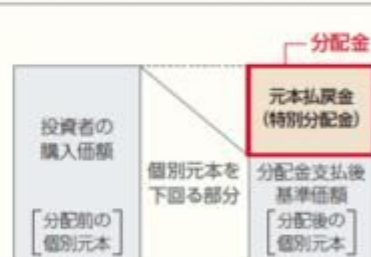 分配金
元本払戻金
(特別分配金)
投資者の
購入価額
個別元本を
下回る部分
分配金支払後
基準価額
[分配前の
個別元本]
[分配後の
個別元本]